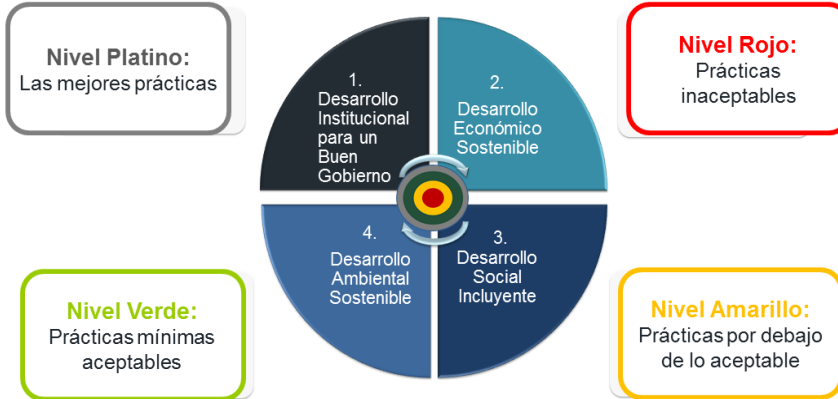 Nivel Platino:
Las mejores prácticas
Nivel Rojo:
Prácticas
inaceptables
1.
Desarrollo
Institucional
para un
Buen
Gobierno
2.
Desarrollo
Económico
Sostenible
4.
Desarrollo
Ambiental
Sostenible
3.
Desarrollo
Social
Incluyente
Nivel Verde:
Prácticas mínimas
aceptables
Nivel Amarillo:
Prácticas por debajo
de lo aceptable